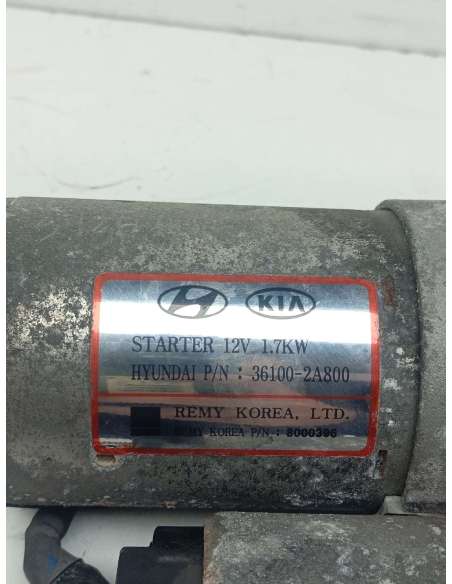 KIA
STARTER 12V 1.7KW
HYUNDAI P/N : 36100-2A800
REMY KOREA, LTD.
REMY KOREA P/N : 8000396